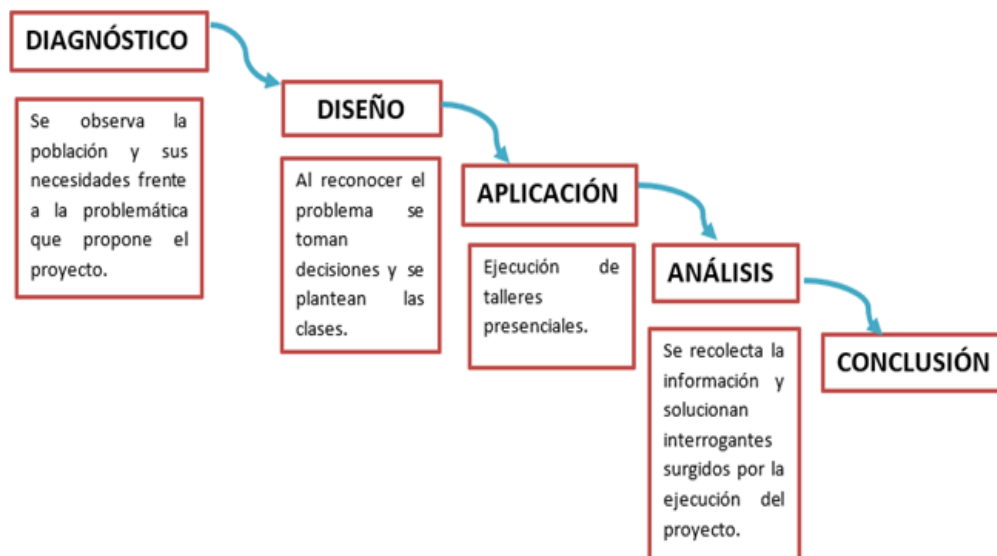 DIAGNÓSTICO
Se observa la
población y sus
necesidades frente
a la problemática
que propone el
proyecto.
DISEÑO
Al reconocer el
problema se
toman
decisiones y se
plantean las
clases.
APLICACIÓN
Ejecución de
talleres
presenciales.
ANÁLISIS
Se recolecta la
información y
solucionan
interrogantes
surgidos por la
ejecución del
proyecto.
CONCLUSIÓN